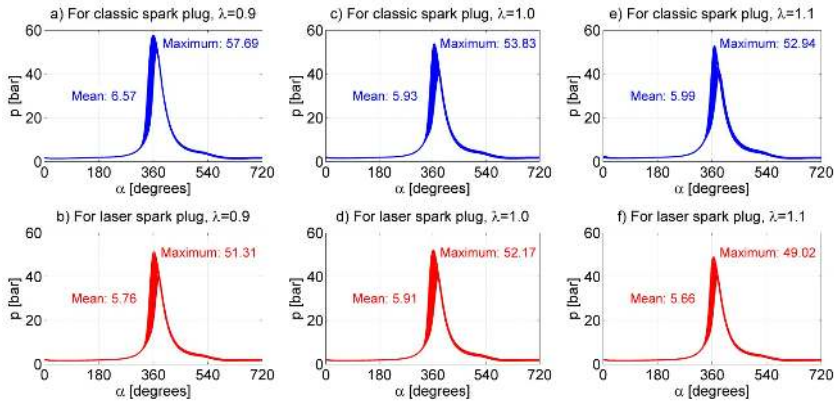 a) For classic spark plug, λ=0.9
60
40
20
0
p [bar]
Maximum: 57.69
Mean: 6.57
0 180 360 540 720
α [degrees]
c) For classic spark plug, λ=1.0
60
40
20
0
p [bar]
Maximum: 53.83
Mean: 5.93
0 180 360 540 720
α [degrees]
e) For classic spark plug, λ=1.1
60
40
20
0
p [bar]
Maximum: 52.94
Mean: 5.99
0 180 360 540 720
α [degrees]
b) For laser spark plug, λ=0.9
60
40
20
0
p [bar]
Maximum: 51.31
Mean: 5.76
0 180 360 540 720
α [degrees]
d) For laser spark plug, λ=1.0
60
40
20
0
p [bar]
Maximum: 52.17
Mean: 5.91
0 180 360 540 720
α [degrees]
f) For laser spark plug, λ=1.1
60
40
20
0
p [bar]
Maximum: 49.02
Mean: 5.66
0 180 360 540 720
α [degrees]